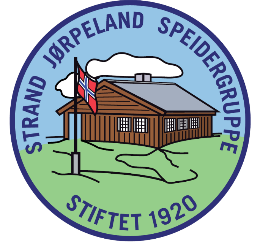 STRAND JØRPELAND SPEIDERGRUPPE
STIFTET 1920